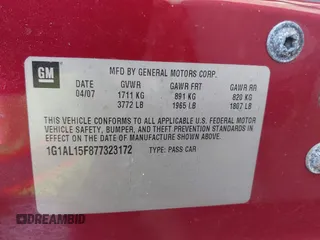 GM
MFD BY GENERAL MOTORS CORP.
DATE GVWR GAWR FRT GAWR RR
04/07 1711 KG 891 KG 820 KG
3772 LB 1965 LB 1807 LB
THIS VEHICLE CONFORMS TO ALL APPLICABLE U.S. FEDERAL MOTOR
VEHICLE SAFETY, BUMPER, AND THEFT PREVENTION STANDARDS IN
EFFECT ON THE DATE OF MANUFACTURE SHOWN ABOVE.
1G1AL15F877323172 TYPE: PASS CAR
DREAMBID